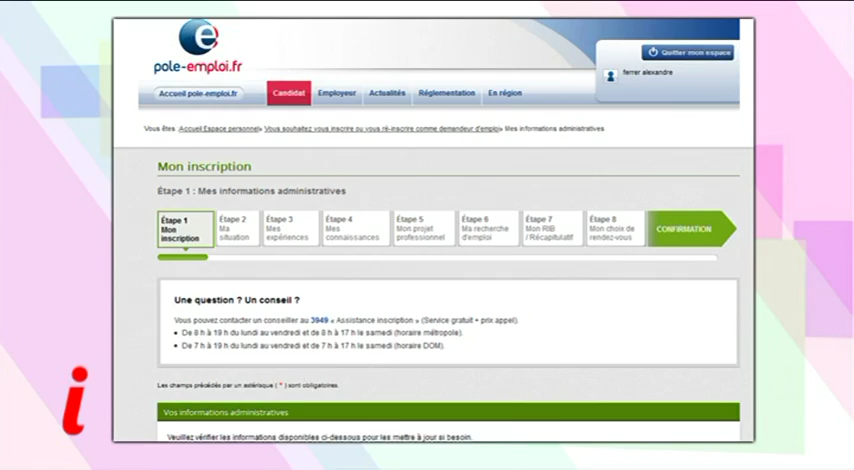 e
pole-emploi.fr
Quitter mon espace
ferrer alexandre
Accueil pole-emploi.fr Candidat Employeur Actualités Réglementation En région
Vous êtes : Accueil Espace personnel» Vous souhaitez vous inscrire ou vous ré-inscrire comme demandeur d'emploi» Mes informations administratives
Mon inscription
Étape 1 : Mes informations administratives
Étape 1
Mon
inscription
Étape 2
Ma
situation
Étape 3
Mes
expériences
Étape 4
Mes
connaissances
Étape 5
Mon projet
professionnel
Étape 6
Ma recherche
d'emploi
Étape 7
Mon RIB
/ Récapitulatif
Étape 8
Mon choix de
rendez-vous
CONFIRMATION
Une question ? Un conseil ?
Vous pouvez contacter un conseiller au 3949 « Assistance inscription » (Service gratuit + prix appel).
• De 8 h à 19 h du lundi au vendredi et de 8 h à 17 h le samedi (horaire métropole).
• De 7 h à 19 h du lundi au vendredi et de 7 h à 17 h le samedi (horaire DOM).
Les champs précédés par un astérisque ( * ) sont obligatoires.
Vos informations administratives
Veuillez vérifier les informations disponibles ci-dessous pour les mettre à jour si besoin.
i